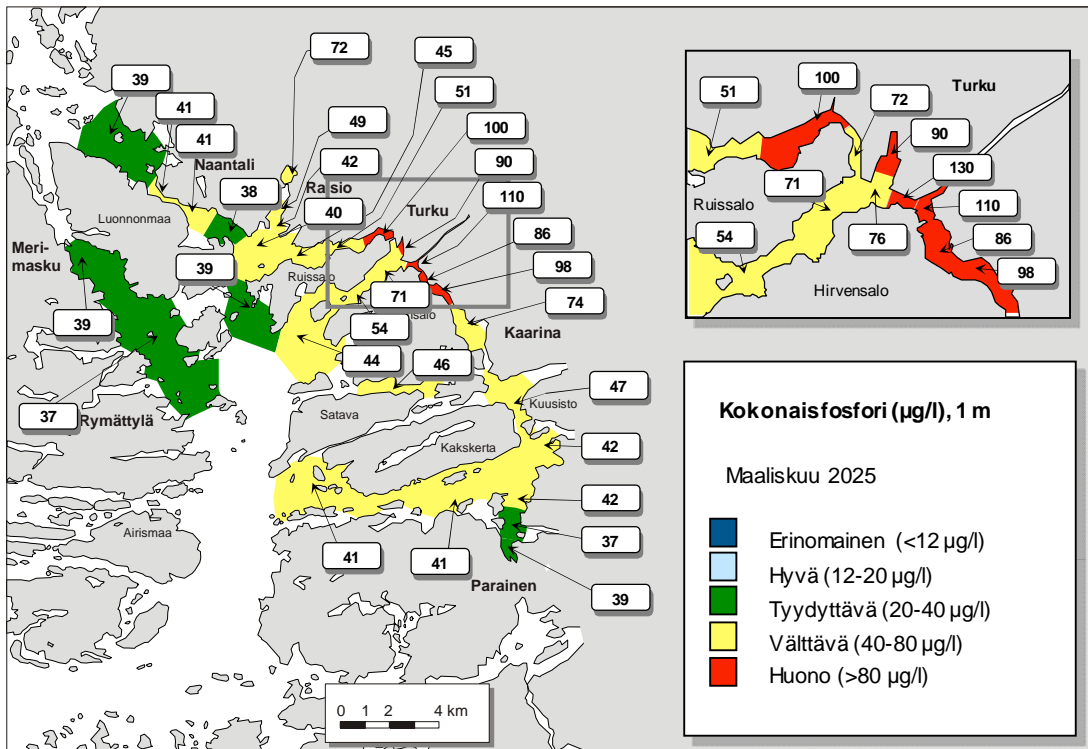 72
45
39
51
41
49
100
41
42
90
Naantali
Raisio
38
40
110
Turku
Luonnonmaa
86
Meri-
masku
39
Ruissalo
98
71
74
39
54
Kaarina
44
46
47
37
Rymättylä
Satava
Kuusisto
Kakskerta
42
42
Airismaa
41
41
37
Parainen
39
0 1 2 4 km
100
Turku
51
72
90
130
71
Ruissalo
110
54
76
86
98
Hirvensalo
Kokonaisfosfori (µg/l), 1 m
Maaliskuu 2025
Erinomainen (<12 µg/l)
Hyvä (12-20 µg/l)
Tyydyttävä (20-40 µg/l)
Välttävä (40-80 µg/l)
Huono (>80 µg/l)